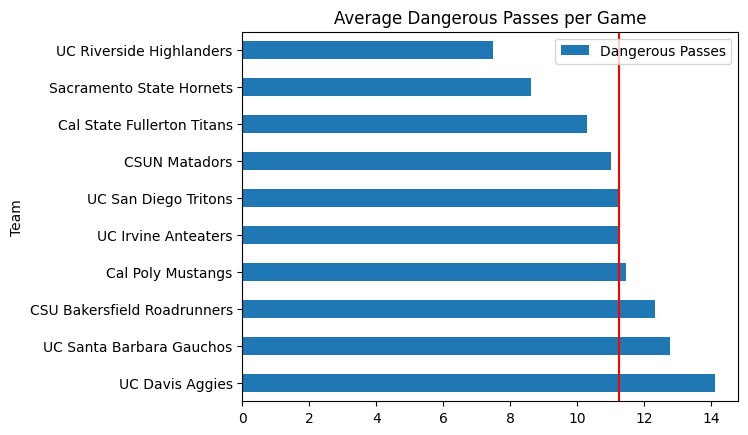 Average Dangerous Passes per Game
Dangerous Passes
Team
UC Riverside Highlanders
Sacramento State Hornets
Cal State Fullerton Titans
CSUN Matadors
UC San Diego Tritons
UC Irvine Anteaters
Cal Poly Mustangs
CSU Bakersfield Roadrunners
UC Santa Barbara Gauchos
UC Davis Aggies
0 2 4 6 8 10 12 14